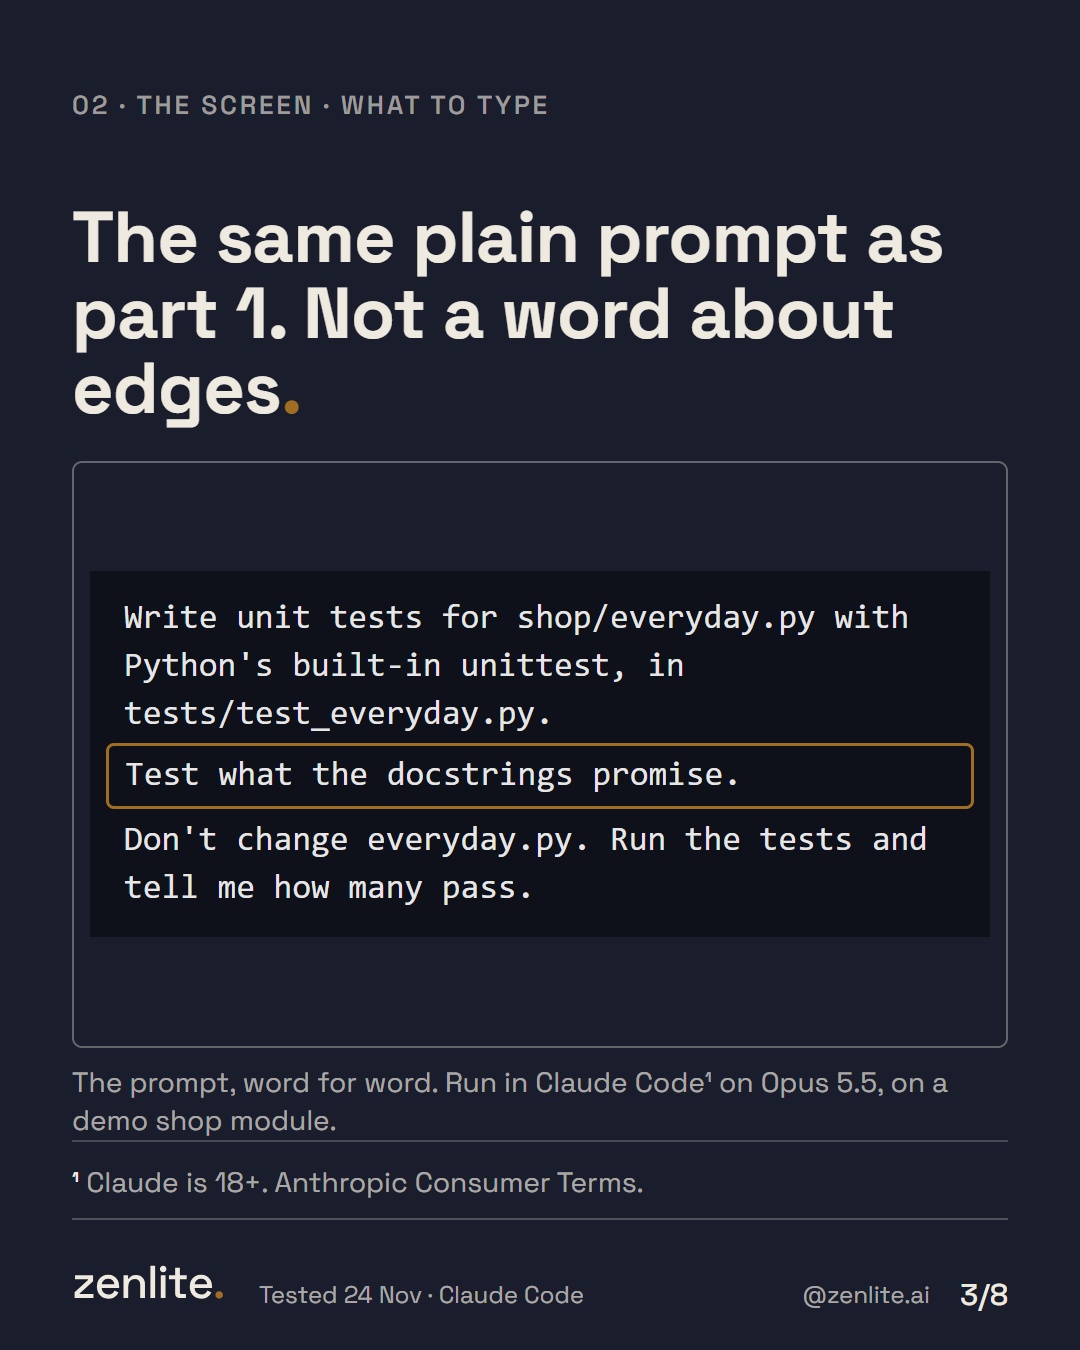 02 · THE SCREEN · WHAT TO TYPE
The same plain prompt as
part 1. Not a word about
edges.
Write unit tests for shop/everyday.py with
Python's built-in unittest, in
tests/test_everyday.py.
Test what the docstrings promise.
Don't change everyday.py. Run the tests and
tell me how many pass.
The prompt, word for word. Run in Claude Code¹ on Opus 5.5, on a
demo shop module.
¹ Claude is 18+. Anthropic Consumer Terms.
zenlite. Tested 24 Nov · Claude Code @zenlite.ai 3/8